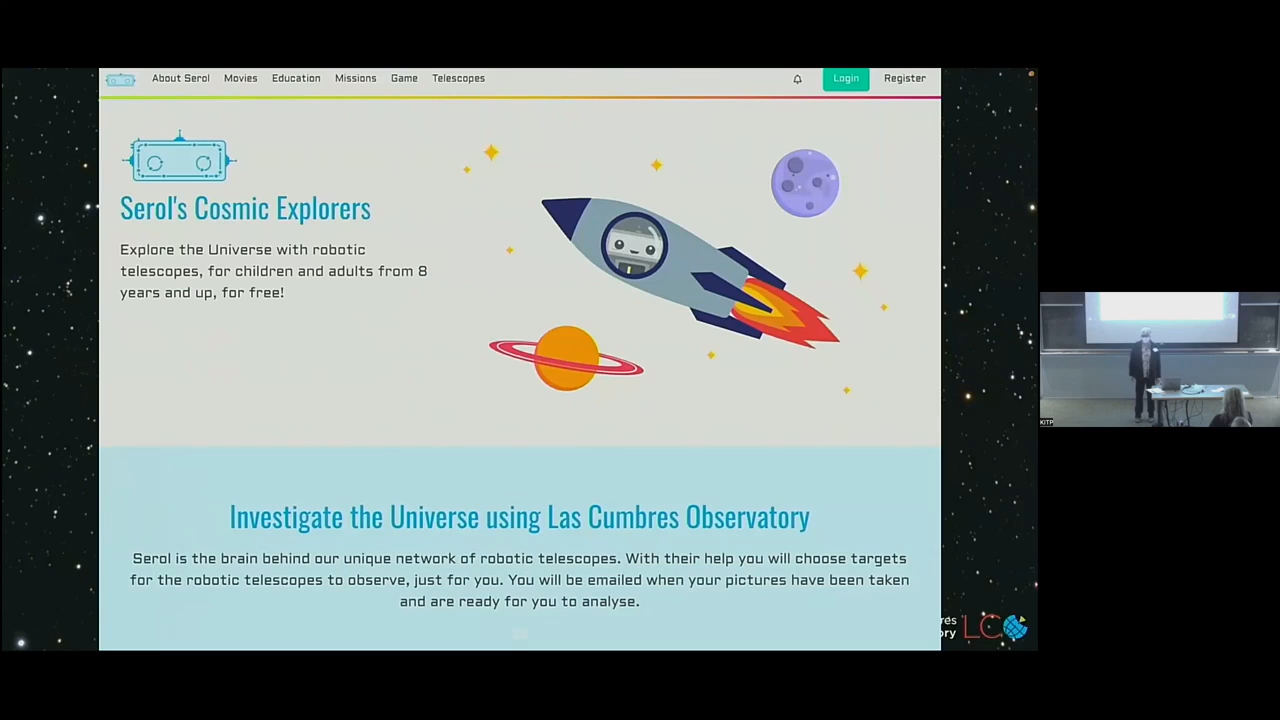 About Serol Movies Education Missions Game Telescopes Login Register
Serol's Cosmic Explorers
Explore the Universe with robotic
telescopes, for children and adults from 8
years and up, for free!
Investigate the Universe using Las Cumbres Observatory
Serol is the brain behind our unique network of robotic telescopes. With their help you will choose targets
for the robotic telescopes to observe, just for you. You will be emailed when your pictures have been taken
and are ready for you to analyse.
res
ory
LCO
KITP